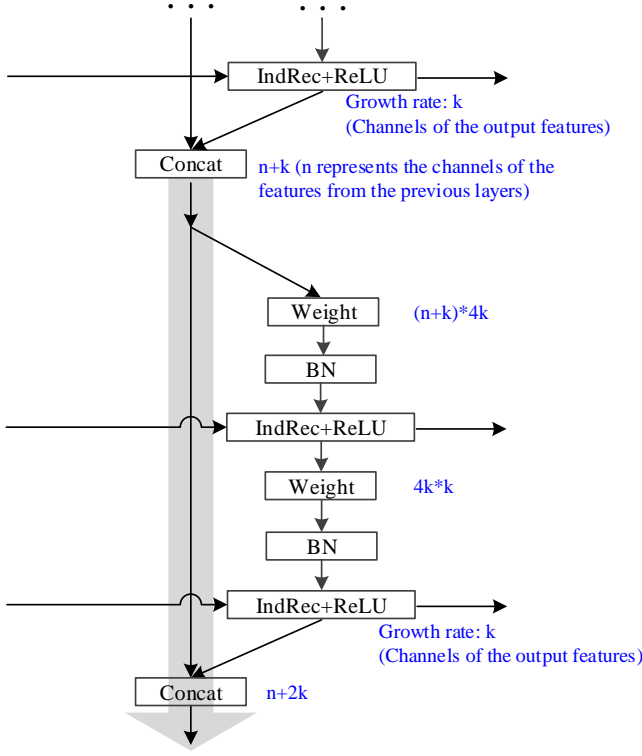 . . .
. . .
IndRec+ReLU
Growth rate: k
(Channels of the output features)
Concat
n+k (n represents the channels of the
features from the previous layers)
Weight
(n+k)*4k
BN
IndRec+ReLU
Weight
4k*k
BN
IndRec+ReLU
Growth rate: k
(Channels of the output features)
Concat
n+2k